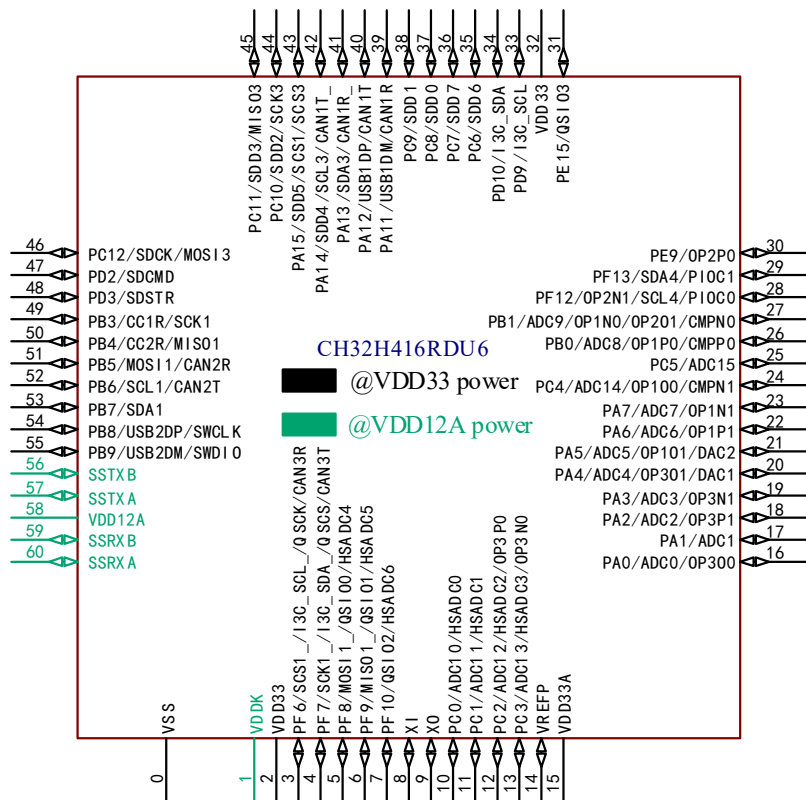 45
44
43
42
41
40
39
38
37
36
35
34
33
32
31
PC11/SDD3/MISO3
PC10/SDD2/SCK3
PA15/SDD5/SCS1/SCS3
PA14/SDD4/SCL3/CAN1T_
PA13/SDA3/CAN1R_
PA12/USB1DP/CAN1T
PA11/USB1DM/CAN1R
PC9/SDD1
PC8/SDD0
PC7/SDD7
PC6/SDD6
PD10/I3C_SDA
PD9/I3C_SCL
VDD33
PE15/QSIO3
46 PC12/SDCK/MOSI3
47 PD2/SDCMD
48 PD3/SDSTR
49 PB3/CC1R/SCK1
50 PB4/CC2R/MISO1
51 PB5/MOSI1/CAN2R
52 PB6/SCL1/CAN2T
53 PB7/SDA1
54 PB8/USB2DP/SWCLK
55 PB9/USB2DM/SWDIO
56 SSTXB
57 SSTXA
58 VDD12A
59 SSRXB
60 SSRXA
CH32H416RDU6
@VDD33 power
@VDD12A power
PE9/OP2P0 30
PF13/SDA4/PIOC1 29
PF12/OP2N1/SCL4/PIOC0 28
PB1/ADC9/OP1N0/OP2O1/CMPN0 27
PB0/ADC8/OP1P0/CMPP0 26
PC5/ADC15 25
PC4/ADC14/OP1O0/CMPN1 24
PA7/ADC7/OP1N1 23
PA6/ADC6/OP1P1 22
PA5/ADC5/OP1O1/DAC2 21
PA4/ADC4/OP3O1/DAC1 20
PA3/ADC3/OP3N1 19
PA2/ADC2/OP3P1 18
PA1/ADC1 17
PA0/ADC0/OP3O0 16
VSS
VDDK
VDD33
PF6/SCS1_/I3C_SCL_/QSCK/CAN3R
PF7/SCK1_/I3C_SDA_/QSCS/CAN3T
PF8/MOSI1_/QSIO0/HSADC4
PF9/MISO1_/QSIO1/HSADC5
PF10/QSIO2/HSADC6
XI
XO
PC0/ADC10/HSADC0
PC1/ADC11/HSADC1
PC2/ADC12/HSADC2/OP3P0
PC3/ADC13/HSADC3/OP3N0
VREFP
VDD33A
0
1
2
3
4
5
6
7
8
9
10
11
12
13
14
15